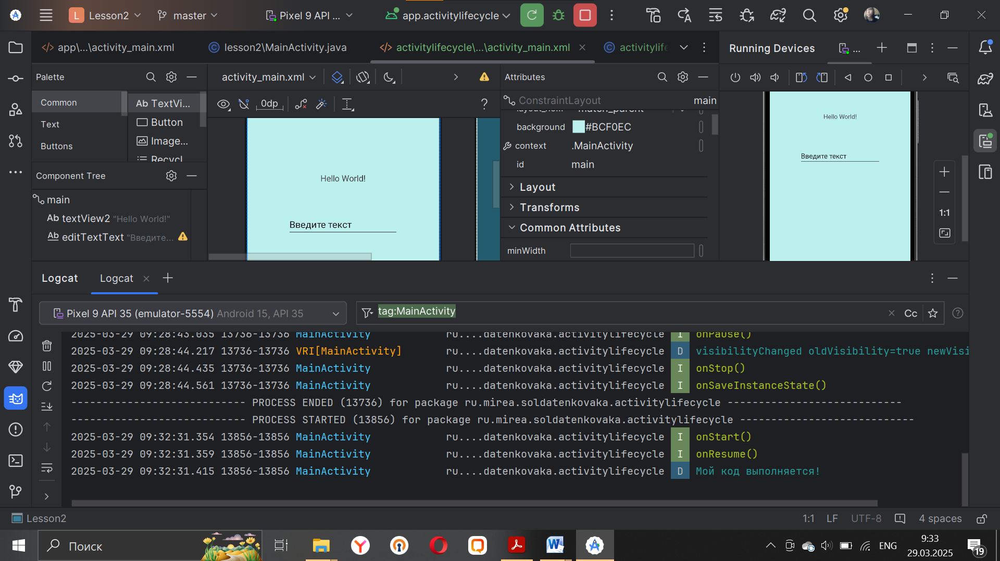 L Lesson2 master Pixel 9 API ... app.activitylifecycle
app\...\activity_main.xml lesson2\MainActivity.java activitylifecycle\...\activity_main.xml activitylife Running Devices ...
Palette activity_main.xml Attributes
Common Ab TextVi... 0dp ? ConstraintLayout main
Text Button background #BCF0EC
Buttons Image... context .MainActivity
Recycl id main
Hello World!
Введите текст
Component Tree Layout
main Hello World! Transforms
Ab textView2 "Hello World!" 1:1
Ab editTextText "Введите... Введите текст Common Attributes
minWidth
Logcat Logcat
Pixel 9 API 35 (emulator-5554) Android 15, API 35 tag:MainActivity Cc ?
2025-03-29 09:28:43.035 13736-13736 MainActivity ru....datenkovaka.activitylifecycle I onPause()
2025-03-29 09:28:44.217 13736-13736 VRI[MainActivity] ru....datenkovaka.activitylifecycle D visibilityChanged oldVisibility=true newVisi
2025-03-29 09:28:44.435 13736-13736 MainActivity ru....datenkovaka.activitylifecycle I onStop()
2025-03-29 09:28:44.561 13736-13736 MainActivity ru....datenkovaka.activitylifecycle I onSaveInstanceState()
---------------------------- PROCESS ENDED (13736) for package ru.mirea.soldatenkovaka.activitylifecycle ----------------------------
---------------------------- PROCESS STARTED (13856) for package ru.mirea.soldatenkovaka.activitylifecycle ----------------------------
2025-03-29 09:32:31.354 13856-13856 MainActivity ru....datenkovaka.activitylifecycle I onStart()
2025-03-29 09:32:31.359 13856-13856 MainActivity ru....datenkovaka.activitylifecycle I onResume()
2025-03-29 09:32:31.415 13856-13856 MainActivity ru....datenkovaka.activitylifecycle D Мой код выполняется!
Lesson2 1:1 LF UTF-8 4 spaces
Поиск ENG 9:33
29.03.2025 19